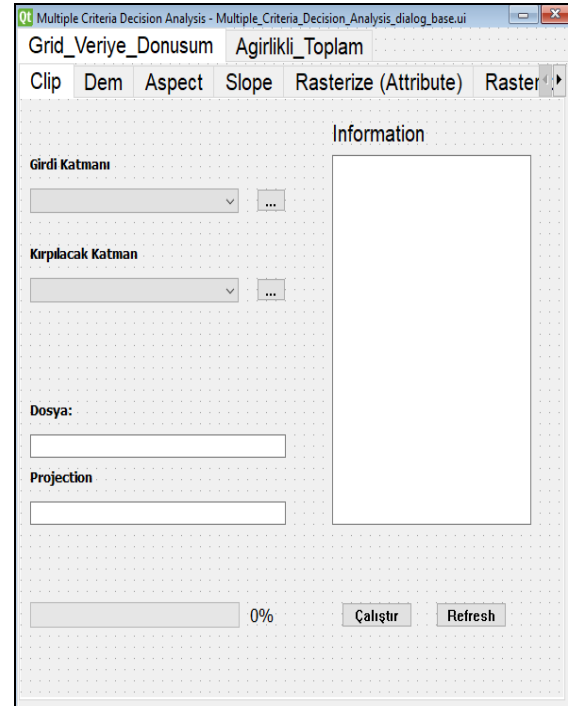 Qt Multiple Criteria Decision Analysis - Multiple_Criteria_Decision_Analysis_dialog_base.ui
Grid_Veriye_Donusum Agirlikli_Toplam
Clip Dem Aspect Slope Rasterize (Attribute)
Information
Girdi Katmanı
...
Kırpılacak Katman
...
Dosya:
Projection
0% Çalıştır Refresh